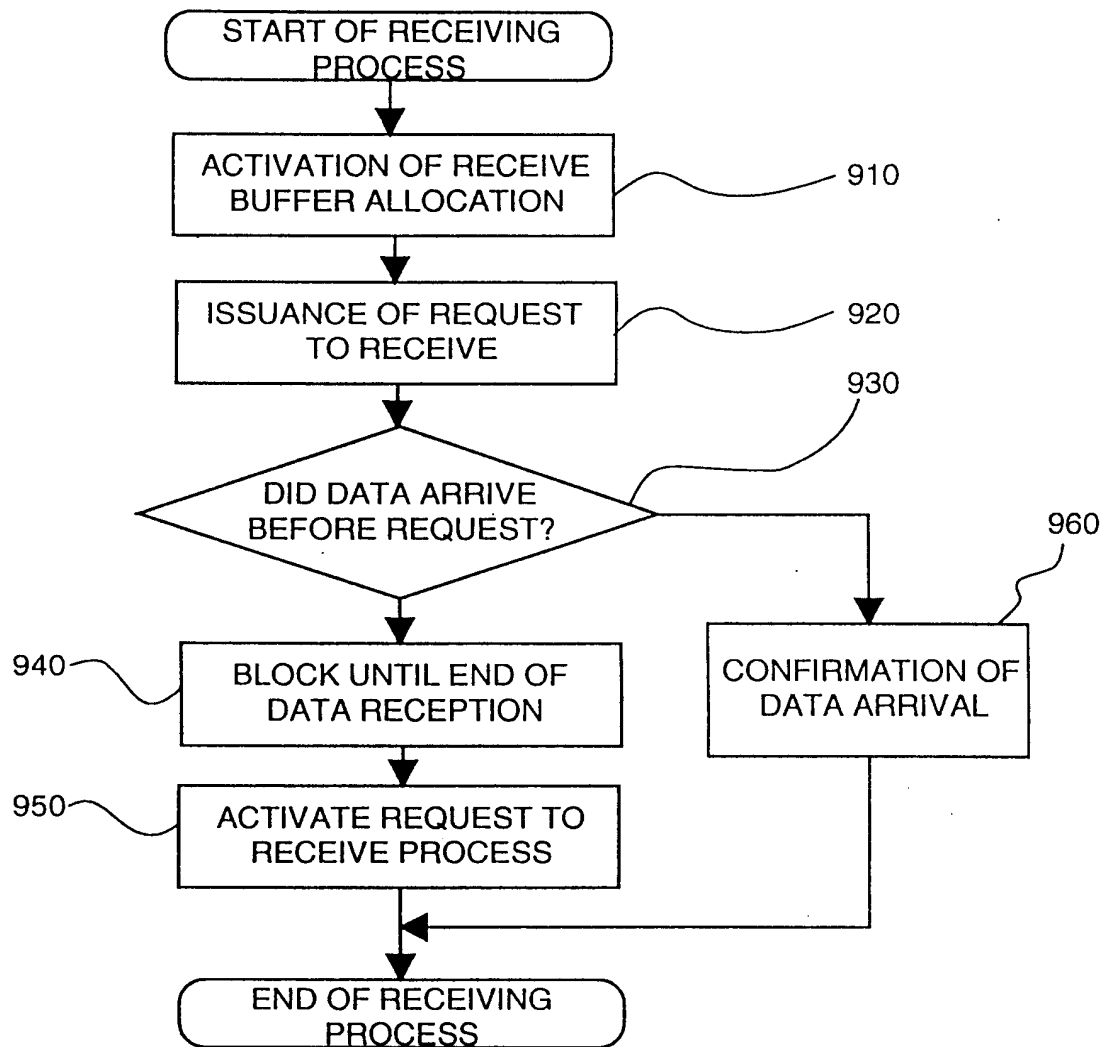 START OF RECEIVING
PROCESS
ACTIVATION OF RECEIVE
BUFFER ALLOCATION
910
ISSUANCE OF REQUEST
TO RECEIVE
920
930
DID DATA ARRIVE
BEFORE REQUEST?
960
940
BLOCK UNTIL END OF
DATA RECEPTION
CONFIRMATION OF
DATA ARRIVAL
950
ACTIVATE REQUEST TO
RECEIVE PROCESS
END OF RECEIVING
PROCESS